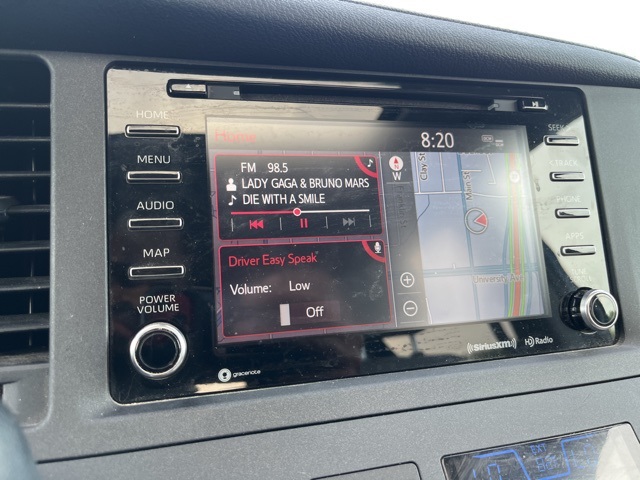 HOME
MENU
AUDIO
MAP
POWER
VOLUME
Home
8:20
FM 98.5
LADY GAGA & BRUNO MARS
DIE WITH A SMILE
Driver Easy Speak
Volume: Low
Off
W
Clay St
Main St
University
SEEK
TRACK
PHONE
APPS
gracenote
SiriusXM
HD Radio